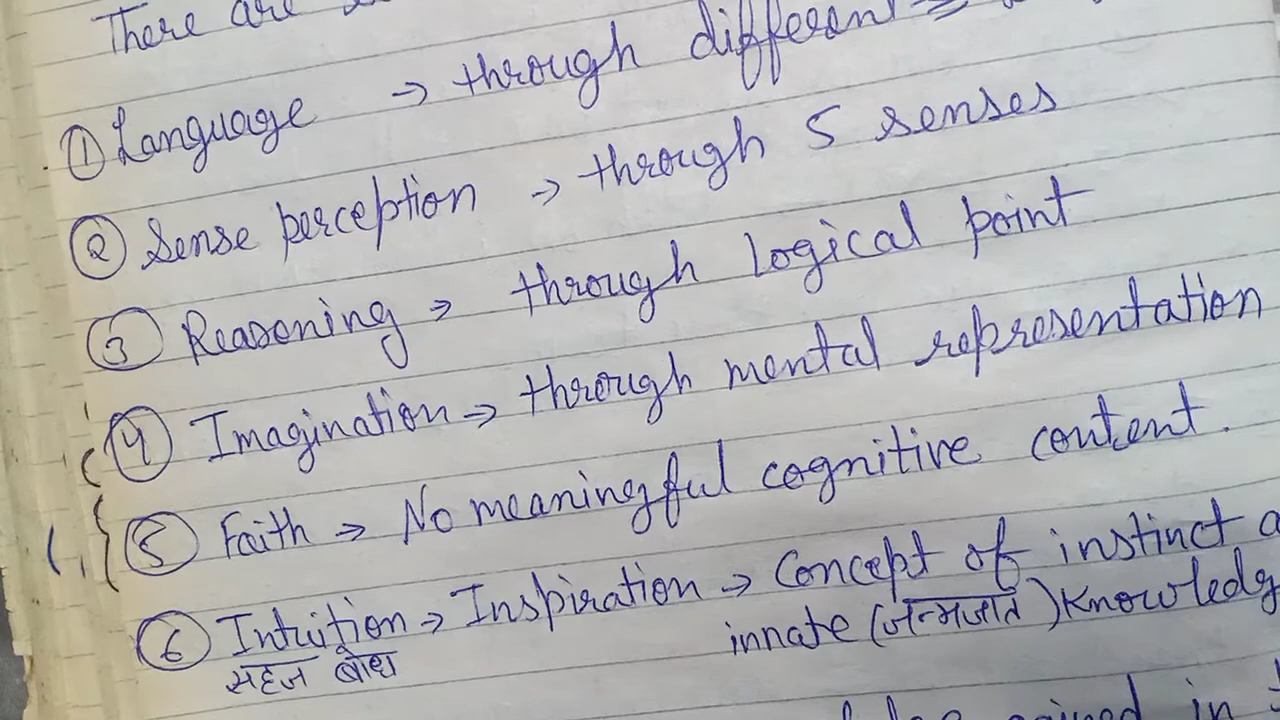 There are
① Language → through different
② Sense perception → through 5 senses
③ Reasoning → through Logical point
④ Imagination → through mental representation
⑤ Faith → No meaningful cognitive content.
⑥ Intuition → Inspiration → Concept of instinct
सहज बोध innate (जन्मजात) Knowledg
gained in